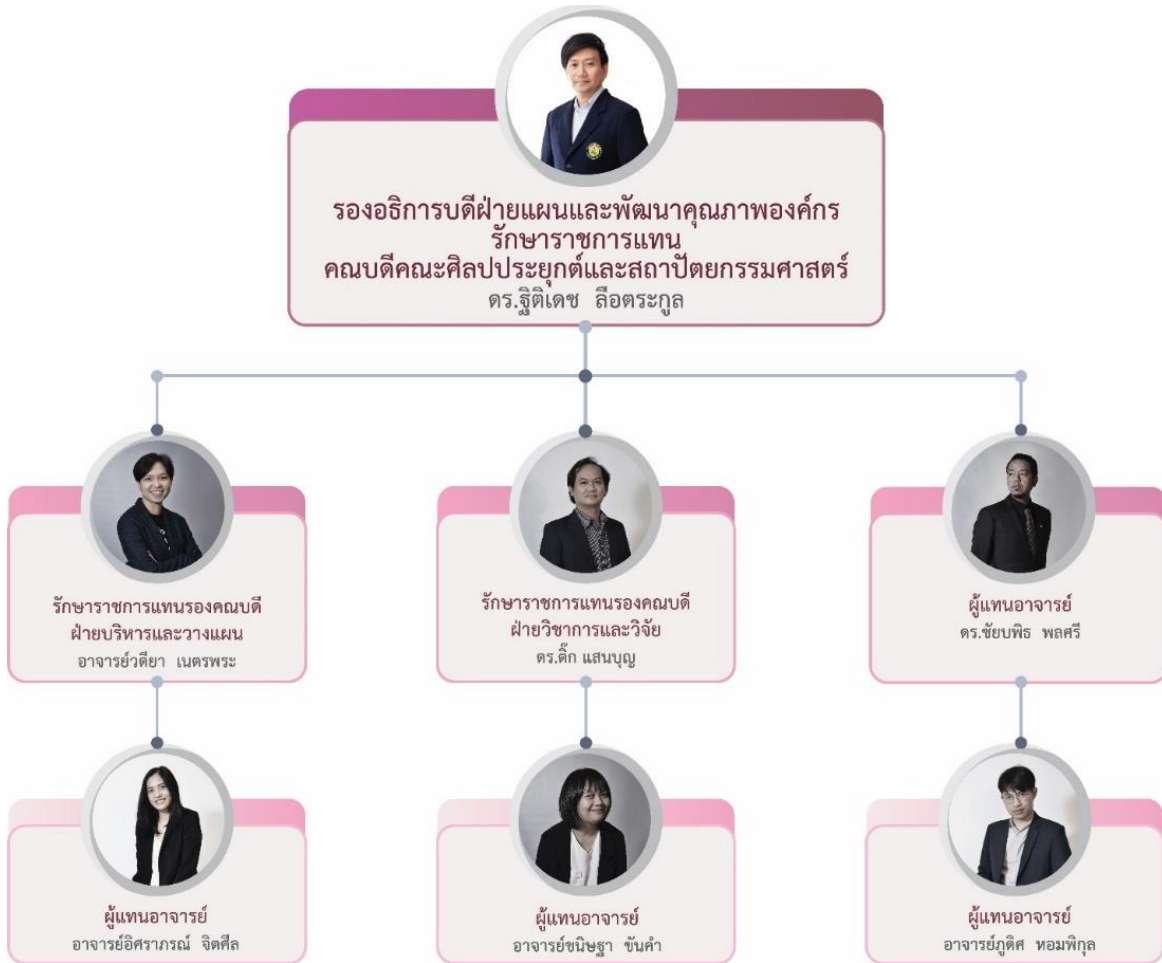 รองอธิการบดีฝ่ายแผนและพัฒนาคุณภาพองค์กร
รักษาราชการแทน
คณบดีคณะศิลปประยุกต์และสถาปัตยกรรมศาสตร์
ดร.ฐิติเดช ลือตระกูล
รักษาราชการแทนรองคณบดี
ฝ่ายบริหารและวางแผน
อาจารย์วดียา เนตรพระ
รักษาราชการแทนรองคณบดี
ฝ่ายวิชาการและวิจัย
ดร.ติ๊ก แสนบุญ
ผู้แทนอาจารย์
ดร.ชัยบพิธ พลศรี
ผู้แทนอาจารย์
อาจารย์อิศราภรณ์ จิตศีล
ผู้แทนอาจารย์
อาจารย์ขนิษฐา ขันคำ
ผู้แทนอาจารย์
อาจารย์ภูดิศ หอมพิกุล